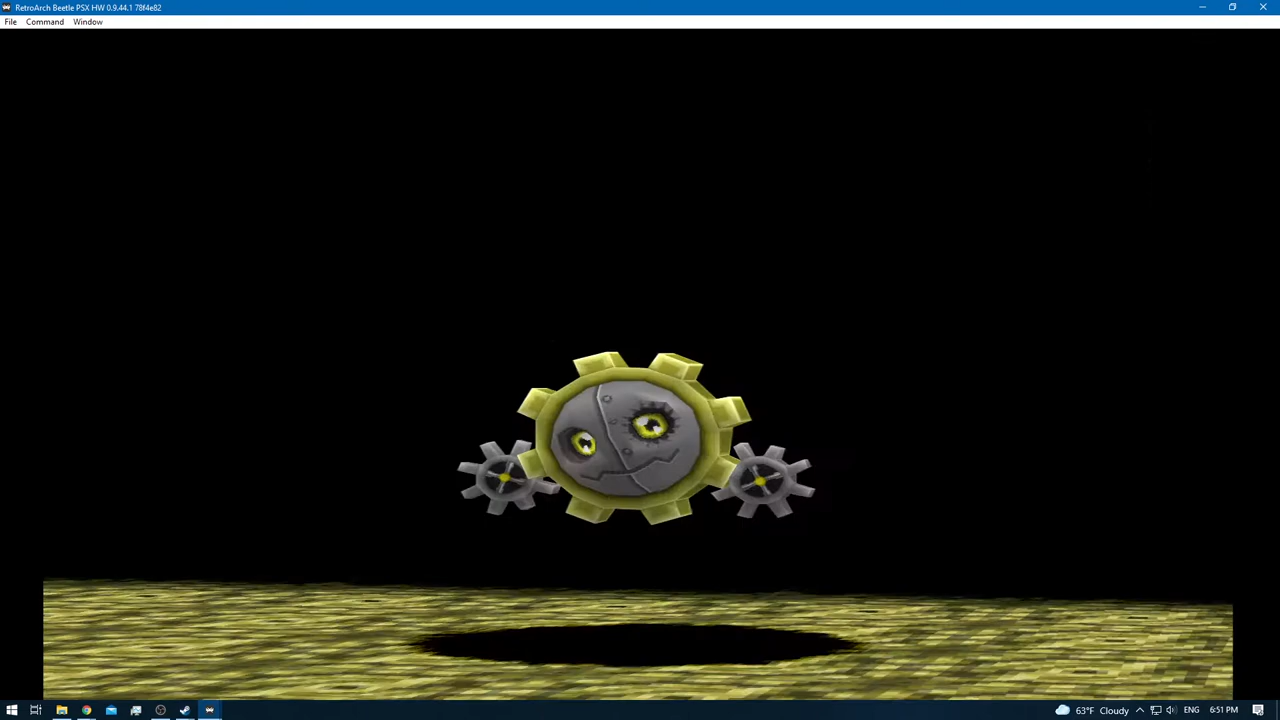 RetroArch Beetle PSX HW 0.9.44.1 78f4e82
File Command Window
63°F Cloudy ENG 6:51 PM